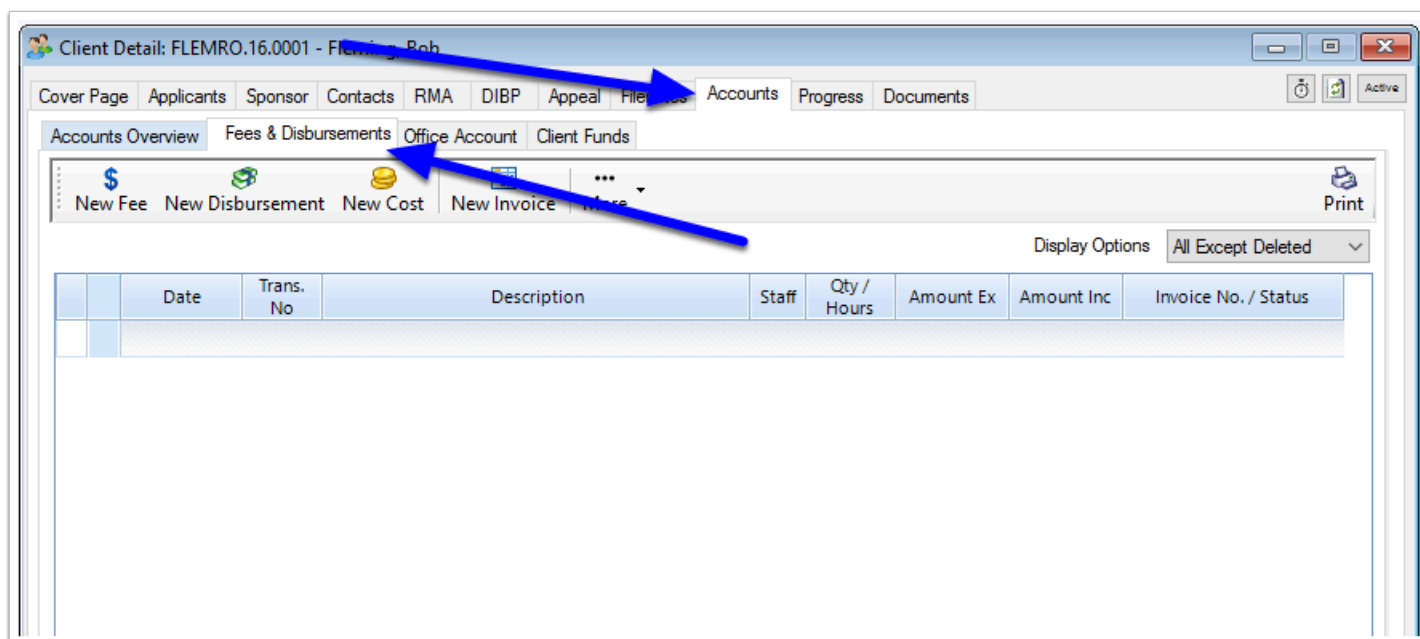 Client Detail: FLEMRO.16.0001 - Fleming, Bob
Cover Page Applicants Sponsor Contacts RMA DIBP Appeal Accounts Progress Documents Active
Accounts Overview Fees & Disbursements Office Account Client Funds
$
New Fee New Disbursement New Cost New Invoice More Print
Display Options All Except Deleted
Date Trans. No Description Staff Qty / Hours Amount Ex Amount Inc Invoice No. / Status